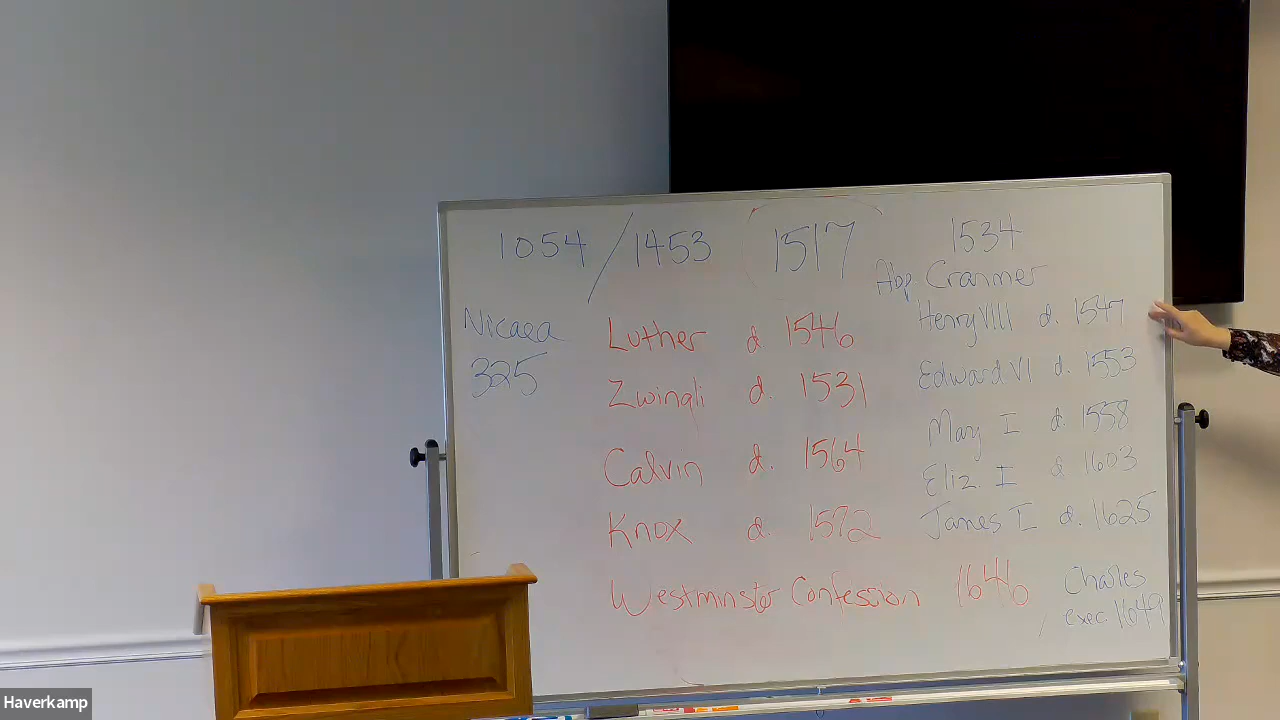 1054 / 1453 1517 1534
Abp. Cranmer
Nicaea
325
Luther d 1546
Zwingli d. 1531
Calvin d. 1564
Knox d. 1572
Westminster Confession 1646
Henry VIII d. 1547
Edward VI d. 1553
Mary I d. 1558
Eliz. I d 1603
James I d. 1625
Charles
exec. 1649
Haverkamp